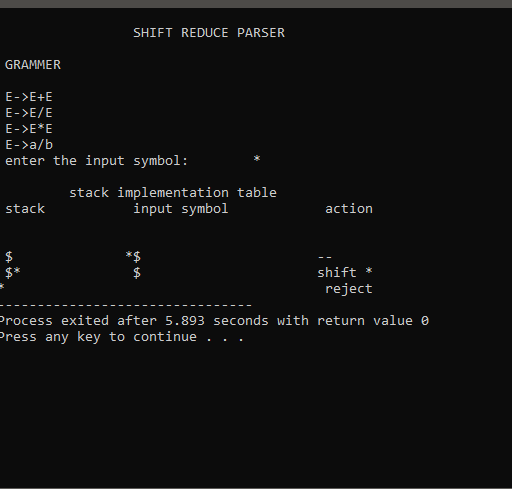 SHIFT REDUCE PARSER
GRAMMER
E->E+E
E->E/E
E->E*E
E->a/b
enter the input symbol: *
stack implementation table
stack input symbol action
$ *$ --
$* $ shift *
* reject
--------------------------------
Process exited after 5.893 seconds with return value 0
Press any key to continue . . .